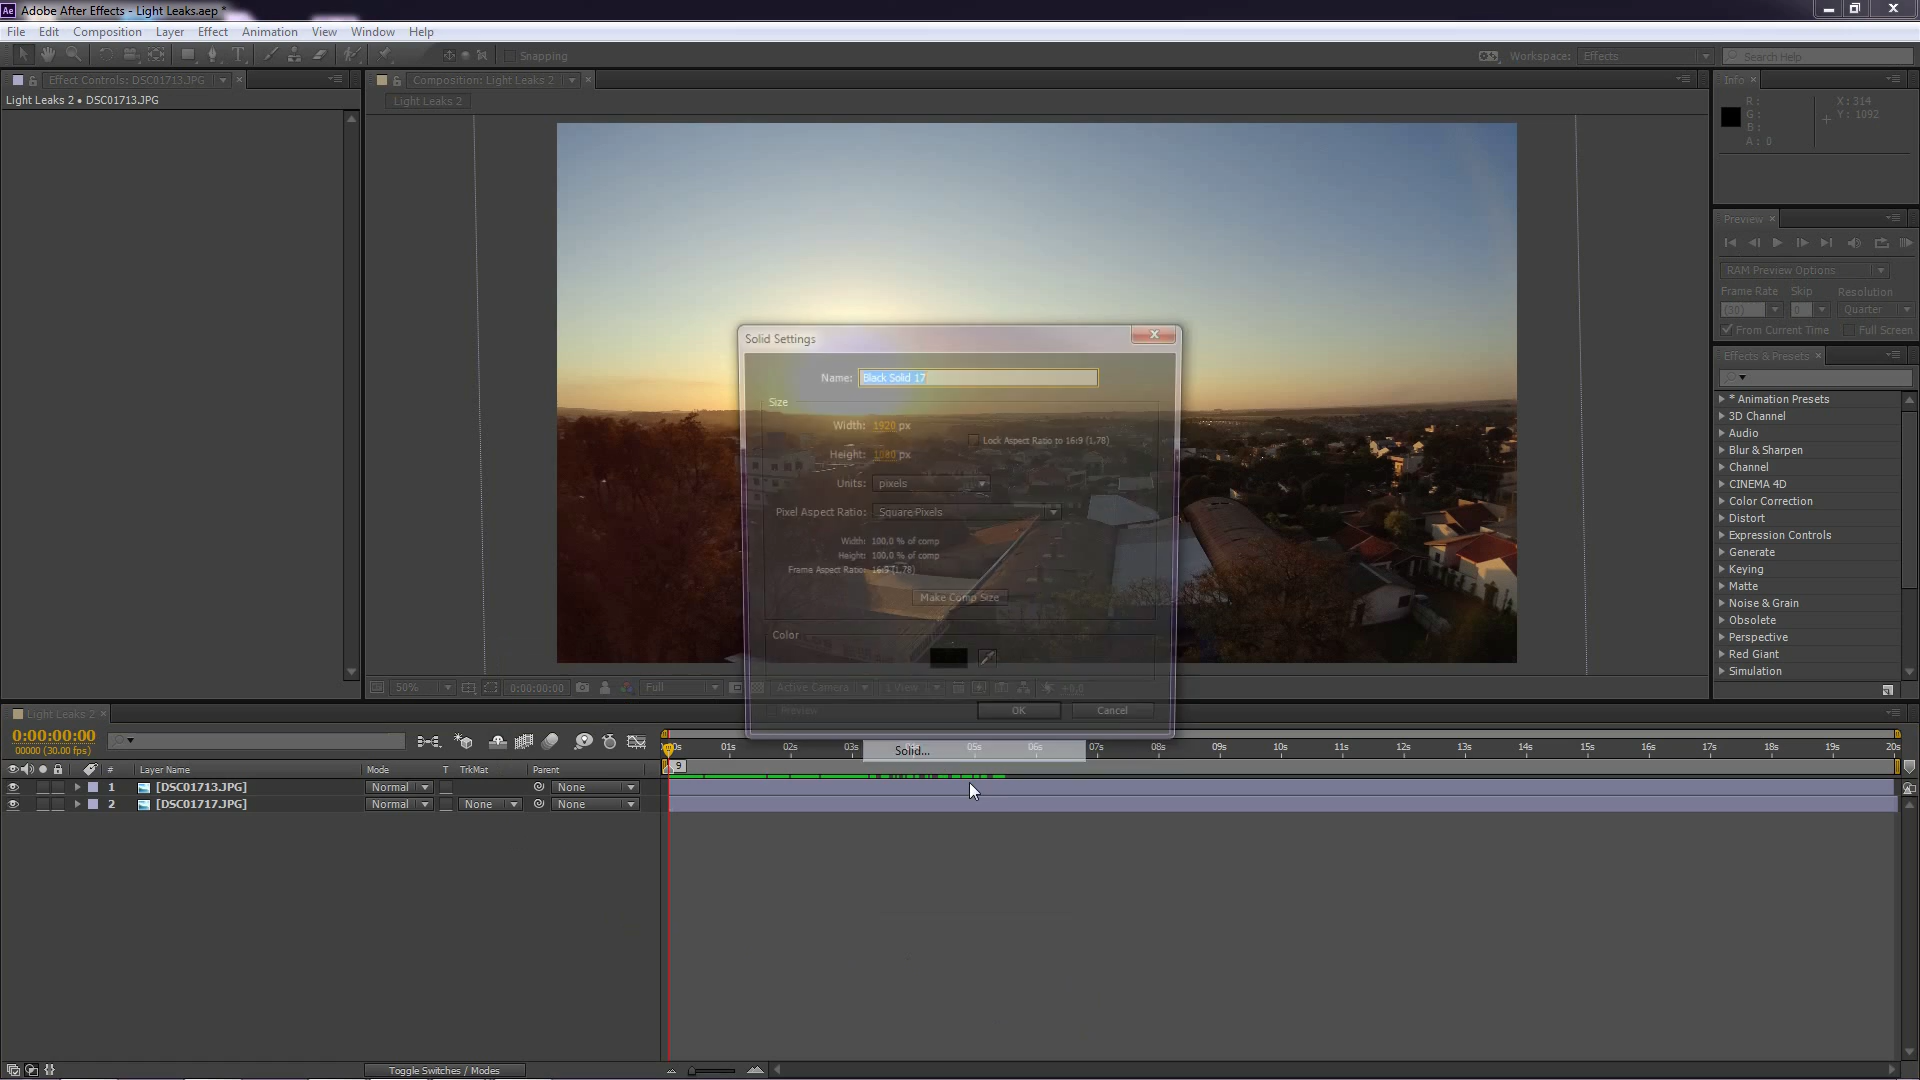 Adobe After Effects - Light Leaks.aep *
File Edit Composition Layer Effect Animation View Window Help
Snapping
Workspace: Effects
Search Help
Effect Controls: DSC01713.JPG
Light Leaks 2 • DSC01713.JPG
Composition: Light Leaks 2
Light Leaks 2
Info
R :
G :
B :
A : 0
X : 314
Y : 1092
Preview
RAM Preview Options
Frame Rate Skip Resolution
(30) 0 Quarter
From Current Time Full Screen
Effects & Presets
* Animation Presets
3D Channel
Audio
Blur & Sharpen
Channel
CINEMA 4D
Color Correction
Distort
Expression Controls
Generate
Keying
Matte
Noise & Grain
Obsolete
Perspective
Red Giant
Simulation
Solid Settings
Name: Black Solid 17
Size
Width: 1920 px
Lock Aspect Ratio to 16:9 (1,78)
Height: 1080 px
Units: pixels
Pixel Aspect Ratio: Square Pixels
Width: 100,0 % of comp
Height: 100,0 % of comp
Frame Aspect Ratio: 16:9 (1,78)
Make Comp Size
Color
Preview
OK Cancel
50% 0:00:00:00 Full Active Camera 1 View +0,0
Light Leaks 2
0:00:00:00
00000 (30.00 fps)
Solid...
0s 01s 02s 03s 04s 05s 06s 07s 08s 09s 10s 11s 12s 13s 14s 15s 16s 17s 18s 19s 20s
9
# Layer Name Mode T TrkMat Parent
1 [DSC01713.JPG] Normal None
2 [DSC01717.JPG] Normal None None
Toggle Switches / Modes